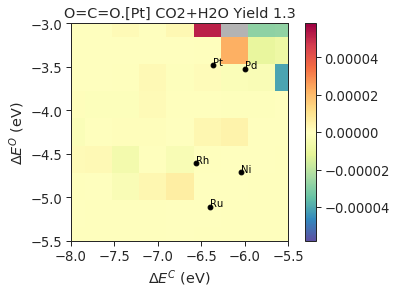 O=C=O.[Pt] CO2+H2O Yield 1.3
−3.0
−3.5
−4.0
−4.5
−5.0
−5.5
ΔE^O (eV)
Pt
Pd
Rh
Ni
Ru
0.00004
0.00002
0.00000
−0.00002
−0.00004
−8.0 −7.5 −7.0 −6.5 −6.0 −5.5
ΔE^C (eV)